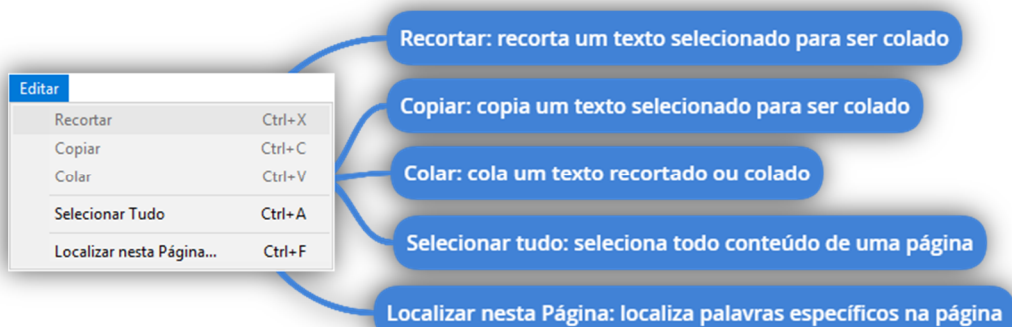 Editar
Recortar Ctrl+X
Copiar Ctrl+C
Colar Ctrl+V
Selecionar Tudo Ctrl+A
Localizar nesta Página... Ctrl+F
Recortar: recorta um texto selecionado para ser colado
Copiar: copia um texto selecionado para ser colado
Colar: cola um texto recortado ou colado
Selecionar tudo: seleciona todo conteúdo de uma página
Localizar nesta Página: localiza palavras específicos na página